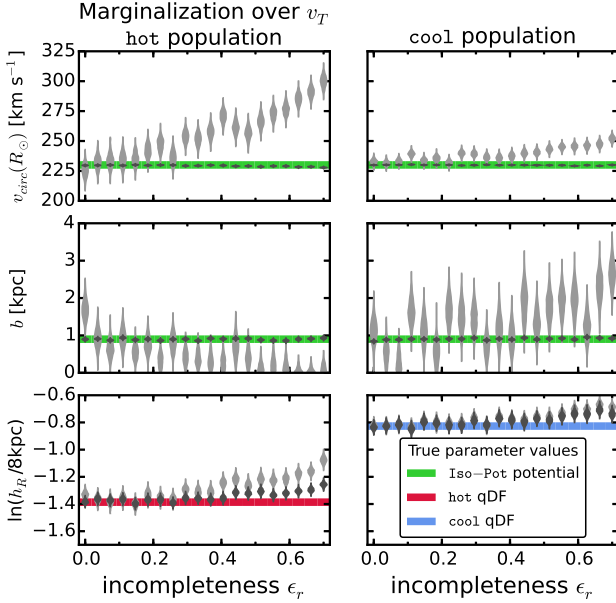 Marginalization over v_T
hot population
cool population
v_circ(R_⊙) [km s⁻¹]
325
300
275
250
225
200
b [kpc]
4
3
2
1
0
ln(h_R/8kpc)
−0.6
−0.8
−1.0
−1.2
−1.4
−1.6
True parameter values
Iso−Pot potential
hot qDF
cool qDF
0.0 0.2 0.4 0.6
0.0 0.2 0.4 0.6
incompleteness ϵ_r
incompleteness ϵ_r